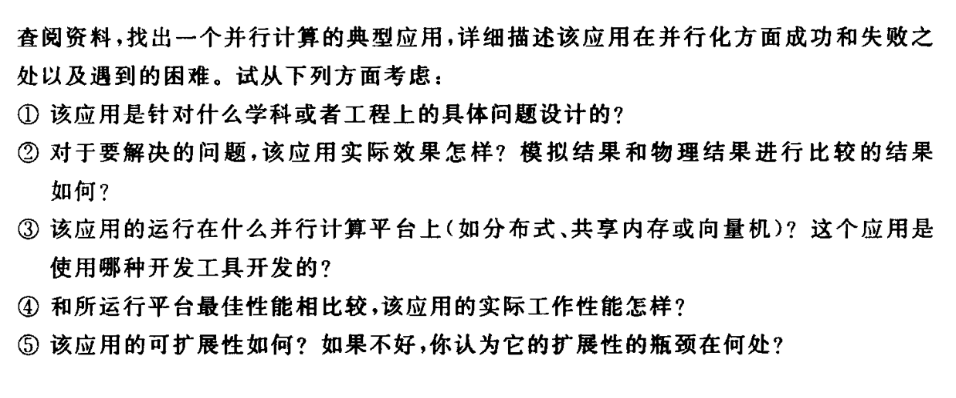 查阅资料,找出一个并行计算的典型应用,详细描述该应用在并行化方面成功和失败之
处以及遇到的困难。试从下列方面考虑:
① 该应用是针对什么学科或者工程上的具体问题设计的?
② 对于要解决的问题,该应用实际效果怎样? 模拟结果和物理结果进行比较的结果
如何?
③ 该应用的运行在什么并行计算平台上(如分布式、共享内存或向量机)? 这个应用是
使用哪种开发工具开发的?
④ 和所运行平台最佳性能相比较,该应用的实际工作性能怎样?
⑤ 该应用的可扩展性如何? 如果不好,你认为它的扩展性的瓶颈在何处?